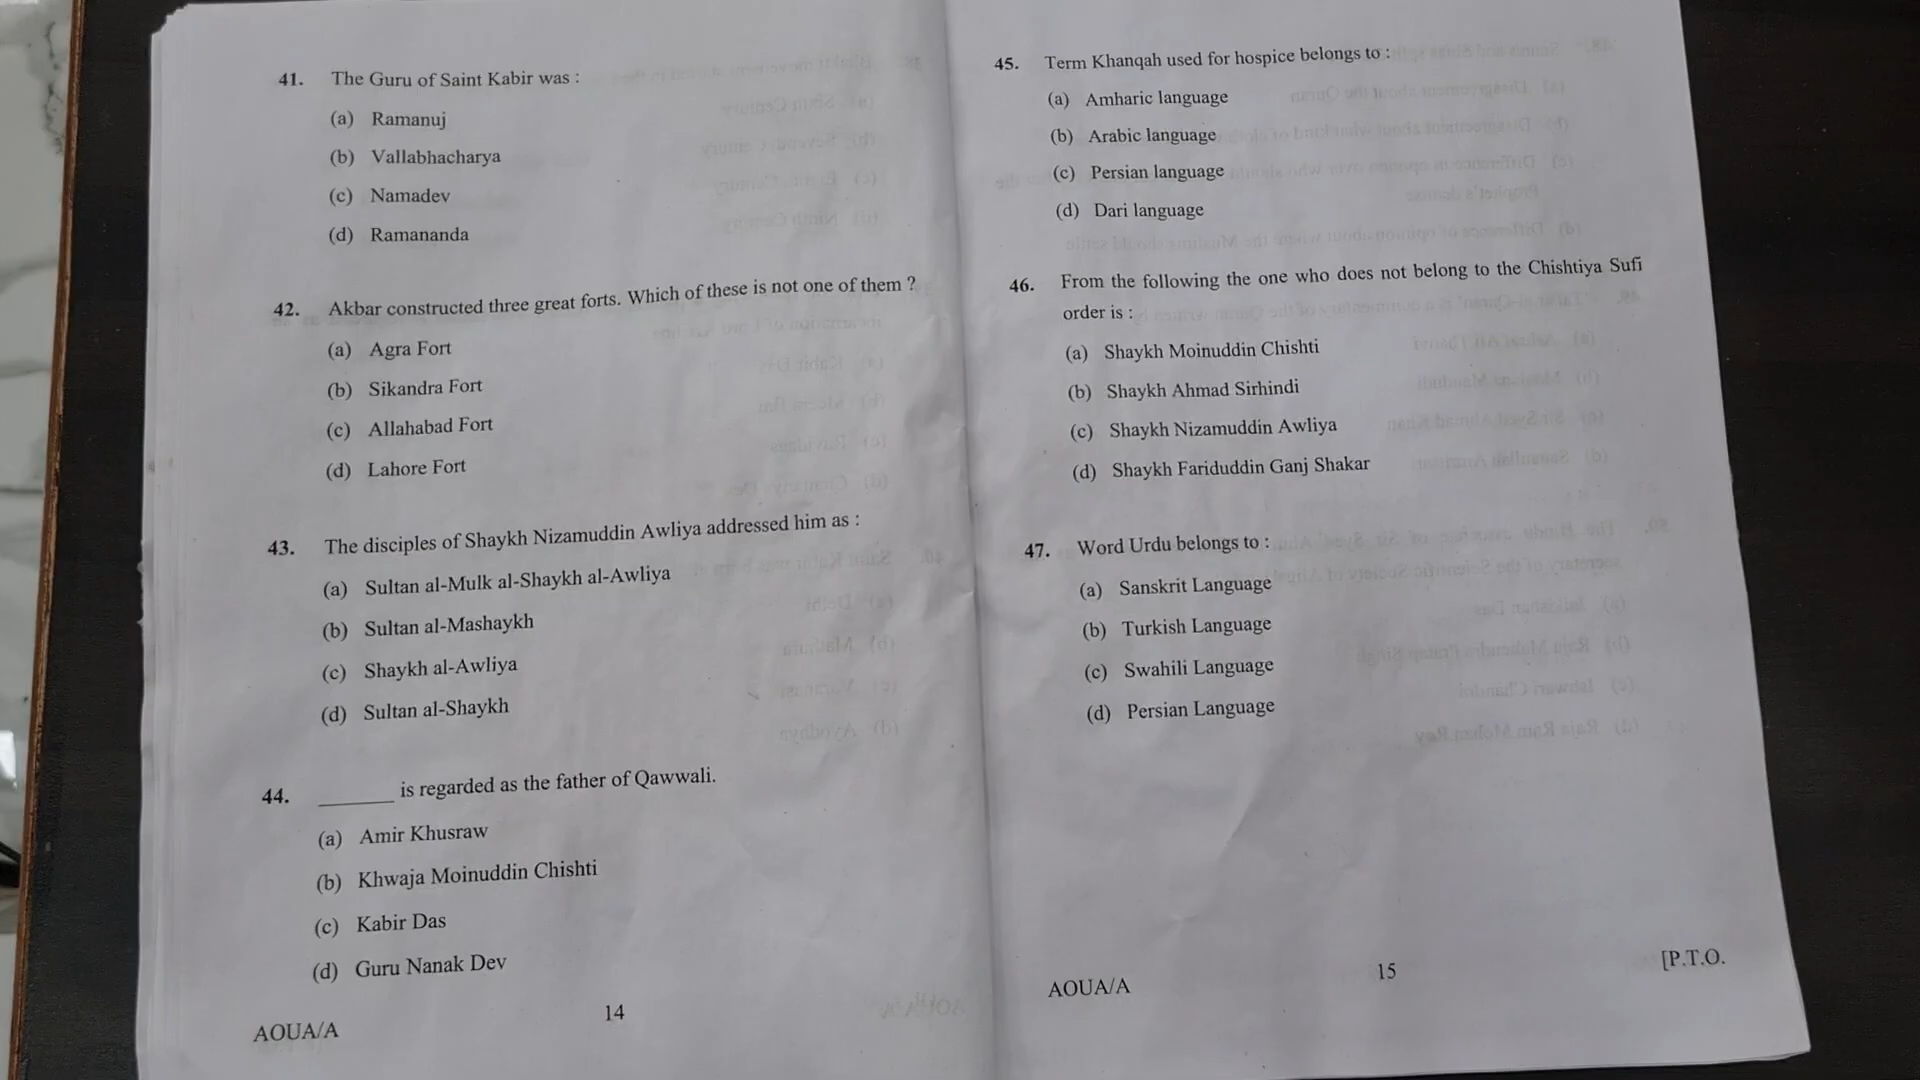 41. The Guru of Saint Kabir was :
(a) Ramanuj
(b) Vallabhacharya
(c) Namadev
(d) Ramananda
42. Akbar constructed three great forts. Which of these is not one of them ?
(a) Agra Fort
(b) Sikandra Fort
(c) Allahabad Fort
(d) Lahore Fort
43. The disciples of Shaykh Nizamuddin Awliya addressed him as :
(a) Sultan al-Mulk al-Shaykh al-Awliya
(b) Sultan al-Mashaykh
(c) Shaykh al-Awliya
(d) Sultan al-Shaykh
44. _______ is regarded as the father of Qawwali.
(a) Amir Khusraw
(b) Khwaja Moinuddin Chishti
(c) Kabir Das
(d) Guru Nanak Dev
14
AOUA/A
45. Term Khanqah used for hospice belongs to :
(a) Amharic language
(b) Arabic language
(c) Persian language
(d) Dari language
46. From the following the one who does not belong to the Chishtiya Sufi
order is :
(a) Shaykh Moinuddin Chishti
(b) Shaykh Ahmad Sirhindi
(c) Shaykh Nizamuddin Awliya
(d) Shaykh Fariduddin Ganj Shakar
47. Word Urdu belongs to :
(a) Sanskrit Language
(b) Turkish Language
(c) Swahili Language
(d) Persian Language
15
[P.T.O.
AOUA/A